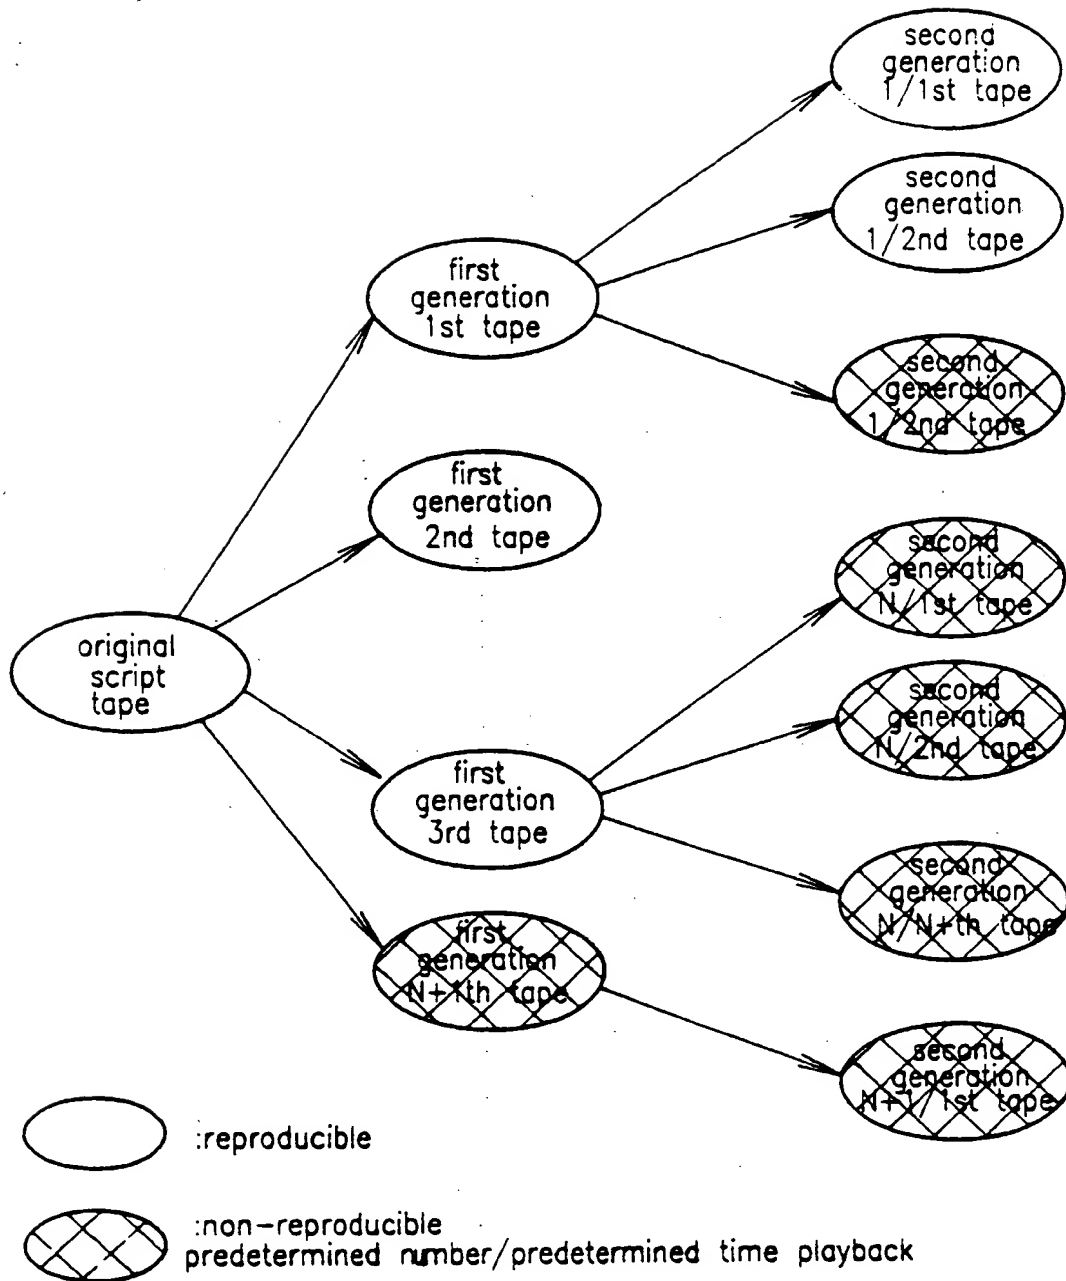 second
generation
1/1st tape
second
generation
1/2nd tape
first
generation
1st tape
second
generation
1/2nd tape
first
generation
2nd tape
second
generation
N/1st tape
original
script
tape
second
generation
N/2nd tape
first
generation
3rd tape
second
generation
N/N+th tape
first
generation
N+1th tape
second
generation
N+1/1st tape
:reproducible
:non-reproducible
predetermined number/predetermined time playback